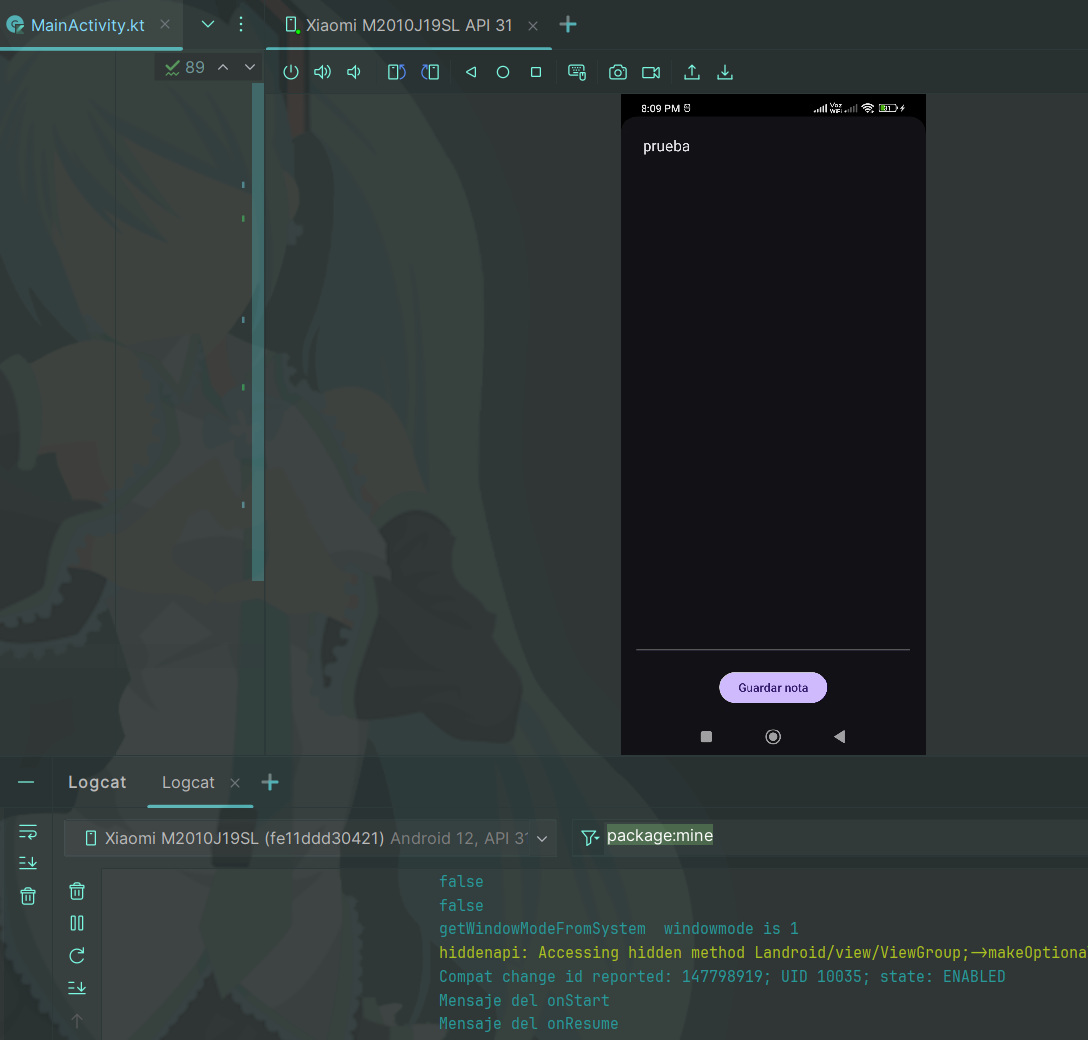 MainActivity.kt
Xiaomi M2010J19SL API 31
89
8:09 PM
Voz
WiFi
prueba
Guardar nota
Logcat
Logcat
Xiaomi M2010J19SL (fe11ddd30421) Android 12, API 3
package:mine
false
false
getWindowModeFromSystem  windowmode is 1
hiddenapi: Accessing hidden method Landroid/view/ViewGroup;->makeOptiona
Compat change id reported: 147798919; UID 10035; state: ENABLED
Mensaje del onStart
Mensaje del onResume